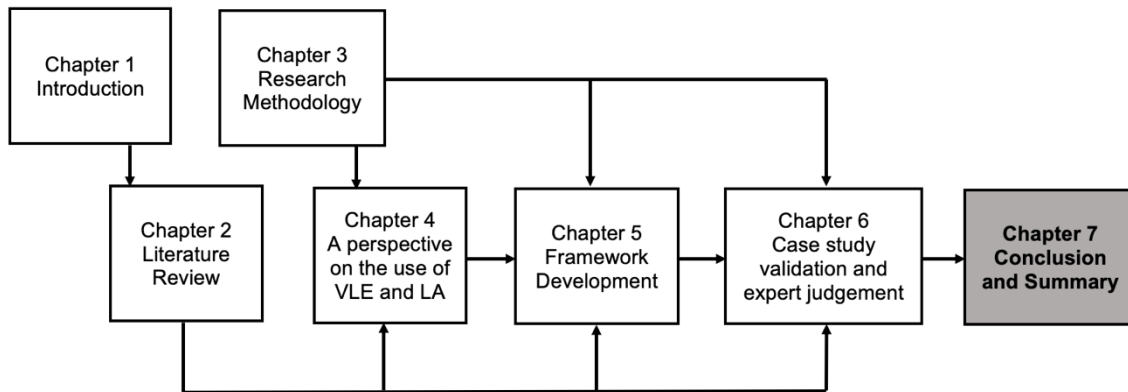 Chapter 1
Introduction
Chapter 3
Research
Methodology
Chapter 2
Literature
Review
Chapter 4
A perspective
on the use of
VLE and LA
Chapter 5
Framework
Development
Chapter 6
Case study
validation and
expert judgement
Chapter 7
Conclusion
and Summary